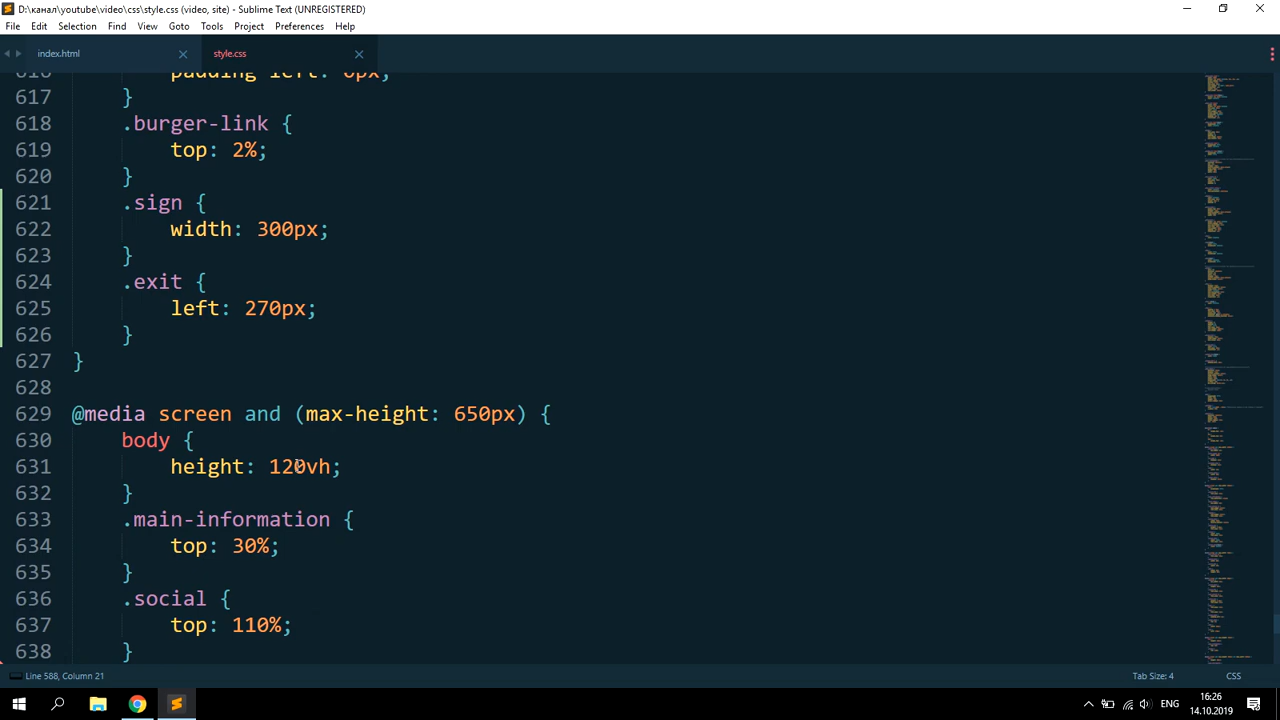 D:\канал\youtube\video\css\style.css (video, site) - Sublime Text (UNREGISTERED)
File Edit Selection Find View Goto Tools Project Preferences Help
index.html style.css
616 padding-left: 0px;
617 }
618 .burger-link {
619 top: 2%;
620 }
621 .sign {
622 width: 300px;
623 }
624 .exit {
625 left: 270px;
626 }
627 }
628
629 @media screen and (max-height: 650px) {
630 body {
631 height: 120vh;
632 }
633 .main-information {
634 top: 30%;
635 }
636 .social {
637 top: 110%;
638 }
Line 588, Column 21 Tab Size: 4 CSS
ENG 16:26
14.10.2019